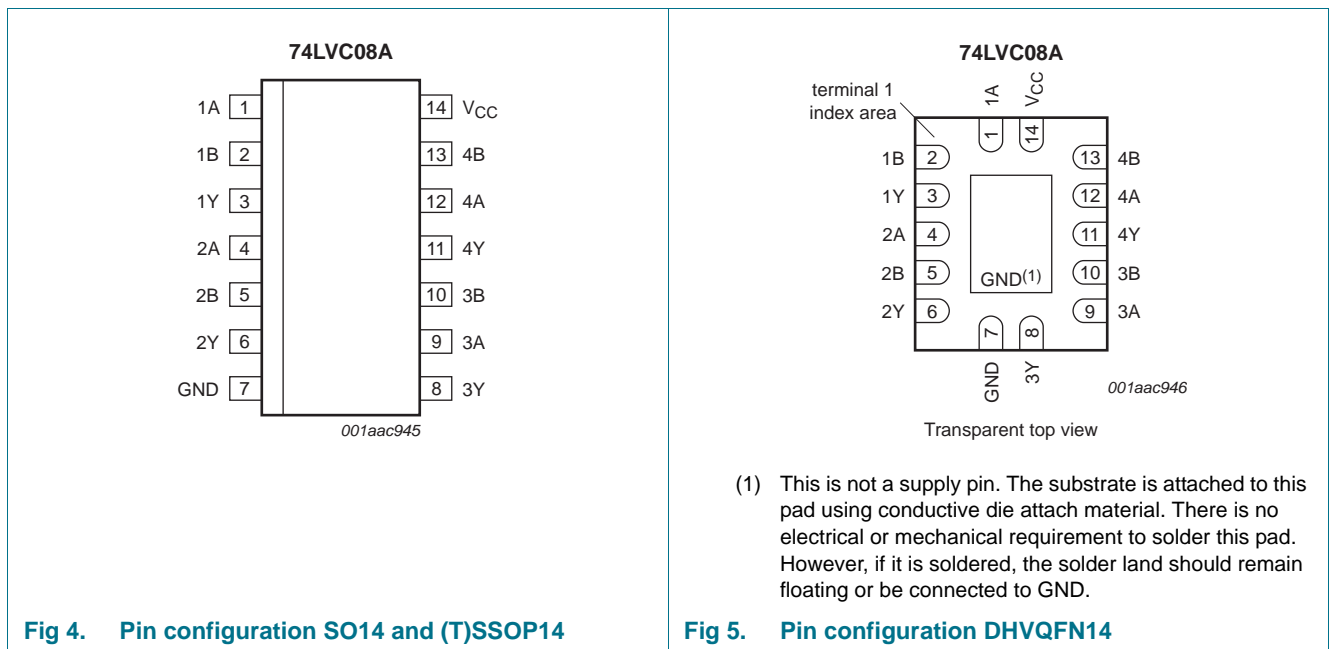 74LVC08A
1A 1 14 VCC
1B 2 13 4B
1Y 3 12 4A
2A 4 11 4Y
2B 5 10 3B
2Y 6 9 3A
GND 7 8 3Y
001aac945
Fig 4. Pin configuration SO14 and (T)SSOP14
74LVC08A
terminal 1
index area
1A VCC
1 14
1B 2 13 4B
1Y 3 12 4A
2A 4 11 4Y
2B 5 10 3B
GND(1)
2Y 6 9 3A
7 8
GND 3Y
001aac946
Transparent top view
(1) This is not a supply pin. The substrate is attached to this
pad using conductive die attach material. There is no
electrical or mechanical requirement to solder this pad.
However, if it is soldered, the solder land should remain
floating or be connected to GND.
Fig 5. Pin configuration DHVQFN14